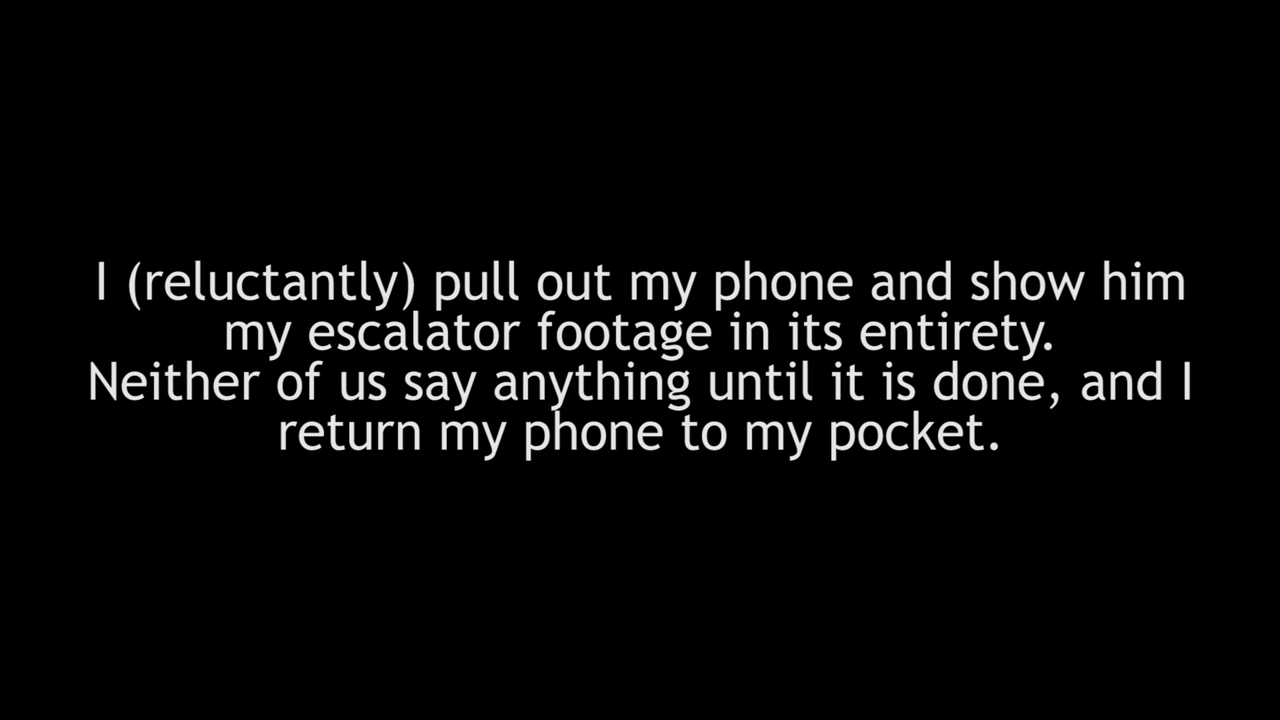 I (reluctantly) pull out my phone and show him
my escalator footage in its entirety.
Neither of us say anything until it is done, and I
return my phone to my pocket.